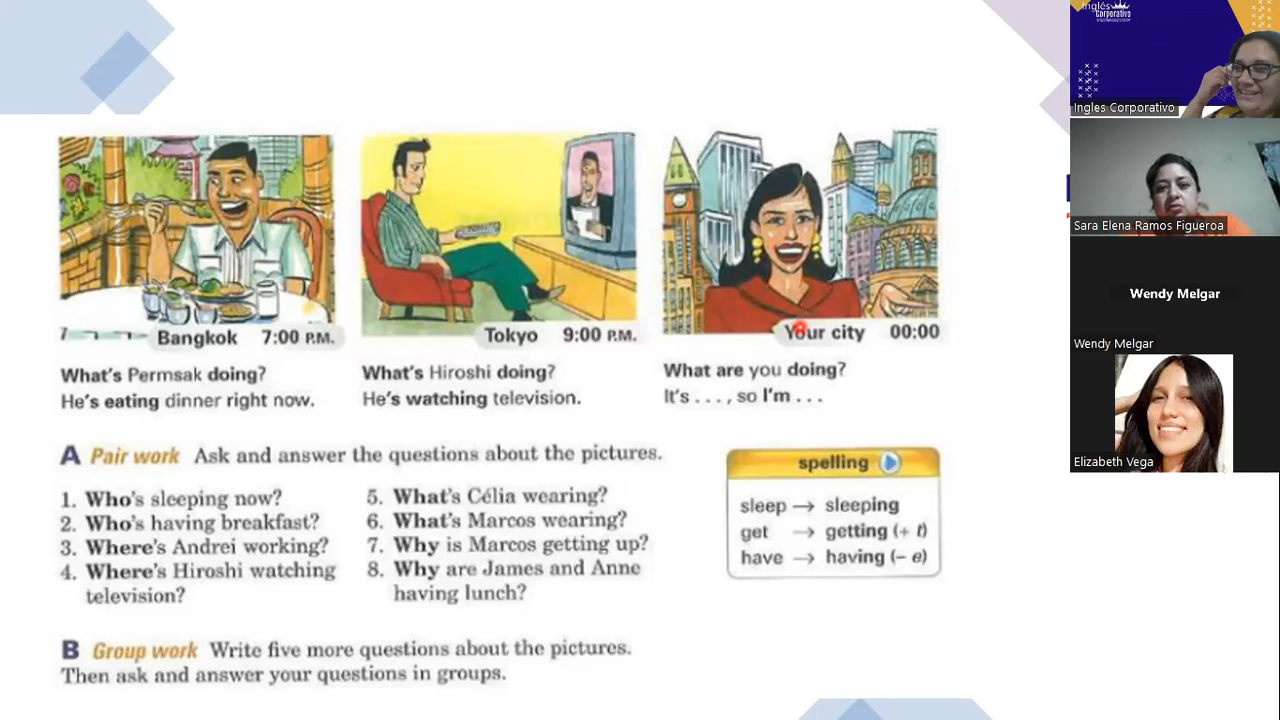 Inglés
corporativo
Ingles Corporativo
Sara Elena Ramos Figueroa
Wendy Melgar
Wendy Melgar
Elizabeth Vega
Bangkok 7:00 P.M.
What's Permsak doing?
He's eating dinner right now.
Tokyo 9:00 P.M.
What's Hiroshi doing?
He's watching television.
Your city 00:00
What are you doing?
It's . . . , so I'm . . .
A Pair work Ask and answer the questions about the pictures.
1. Who's sleeping now?
2. Who's having breakfast?
3. Where's Andrei working?
4. Where's Hiroshi watching
television?
5. What's Célia wearing?
6. What's Marcos wearing?
7. Why is Marcos getting up?
8. Why are James and Anne
having lunch?
spelling
sleep → sleeping
get → getting (+ t)
have → having (– e)
B Group work Write five more questions about the pictures.
Then ask and answer your questions in groups.